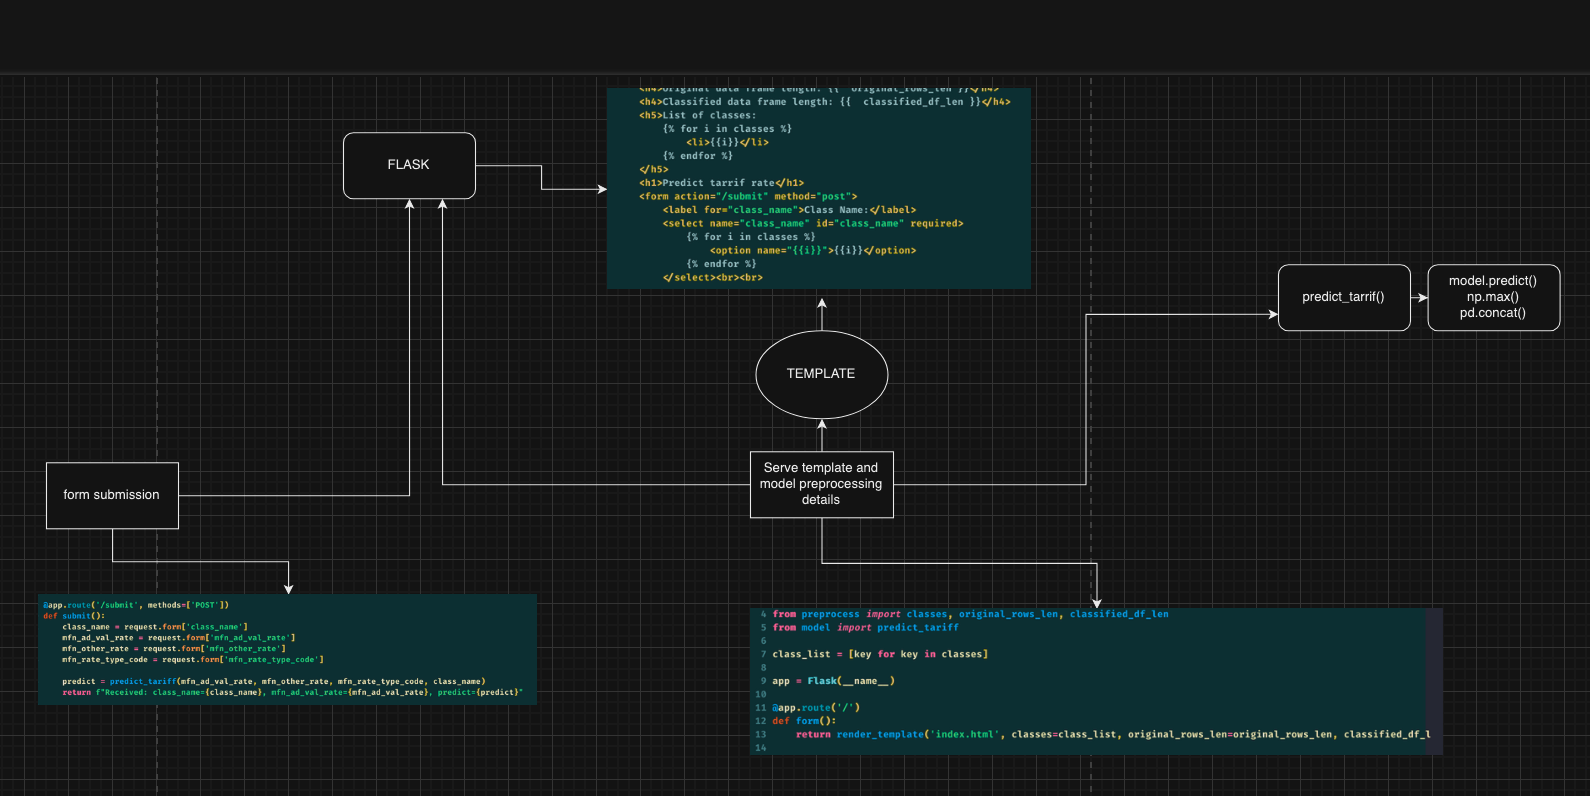 <h4>Original data frame length: {{  original_rows_len }}</h4>
<h4>Classified data frame length: {{  classified_df_len }}</h4>
<h5>List of classes:
{% for i in classes %}
<li>{{i}}</li>
{% endfor %}
</h5>
<h1>Predict tarrif rate</h1>
<form action="/submit" method="post">
<label for="class_name">Class Name:</label>
<select name="class_name" id="class_name" required>
{% for i in classes %}
<option name="{{i}}">{{i}}</option>
{% endfor %}
</select><br><br>
FLASK
predict_tarrif()
model.predict()
np.max()
pd.concat()
TEMPLATE
form submission
Serve template and
model preprocessing
details
@app.route('/submit', methods=['POST'])
def submit():
class_name = request.form['class_name']
mfn_ad_val_rate = request.form['mfn_ad_val_rate']
mfn_other_rate = request.form['mfn_other_rate']
mfn_rate_type_code = request.form['mfn_rate_type_code']
predict = predict_tariff(mfn_ad_val_rate, mfn_other_rate, mfn_rate_type_code, class_name)
return f"Received: class_name={class_name}, mfn_ad_val_rate={mfn_ad_val_rate}, predict={predict}"
4 from preprocess import classes, original_rows_len, classified_df_len
5 from model import predict_tariff
6
7 class_list = [key for key in classes]
8
9 app = Flask(__name__)
10
11 @app.route('/')
12 def form():
13 return render_template('index.html', classes=class_list, original_rows_len=original_rows_len, classified_df_l
14